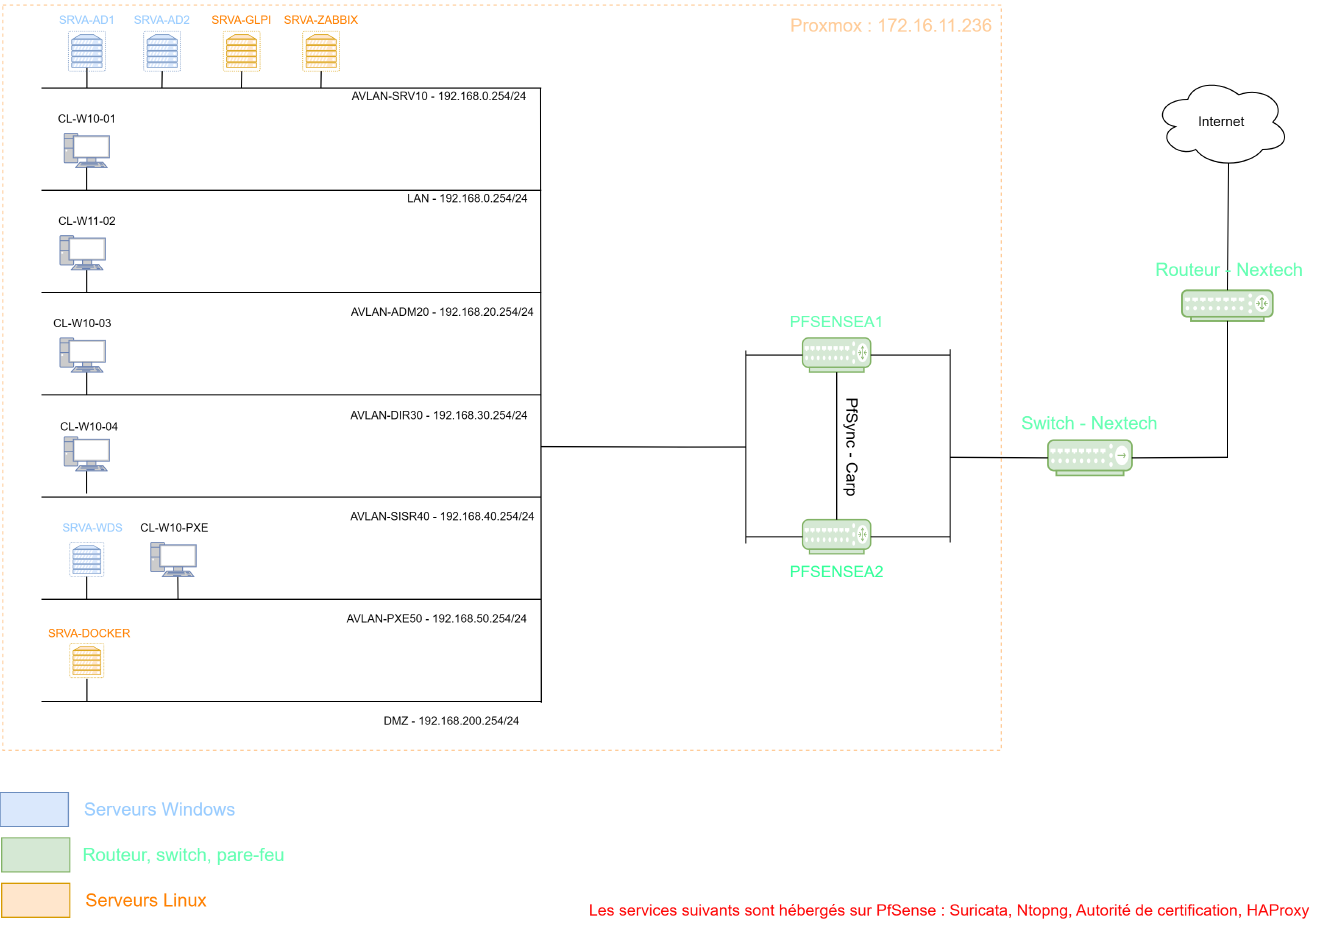 SRVA-AD1
SRVA-AD2
SRVA-GLPI
SRVA-ZABBIX
Proxmox : 172.16.11.236
AVLAN-SRV10 - 192.168.0.254/24
CL-W10-01
Internet
LAN - 192.168.0.254/24
CL-W11-02
Routeur - Nextech
AVLAN-ADM20 - 192.168.20.254/24
CL-W10-03
PFSENSEA1
AVLAN-DIR30 - 192.168.30.254/24
CL-W10-04
PfSync - Carp
Switch - Nextech
AVLAN-SISR40 - 192.168.40.254/24
SRVA-WDS
CL-W10-PXE
PFSENSEA2
AVLAN-PXE50 - 192.168.50.254/24
SRVA-DOCKER
DMZ - 192.168.200.254/24
Serveurs Windows
Routeur, switch, pare-feu
Serveurs Linux
Les services suivants sont hébergés sur PfSense : Suricata, Ntopng, Autorité de certification, HAProxy